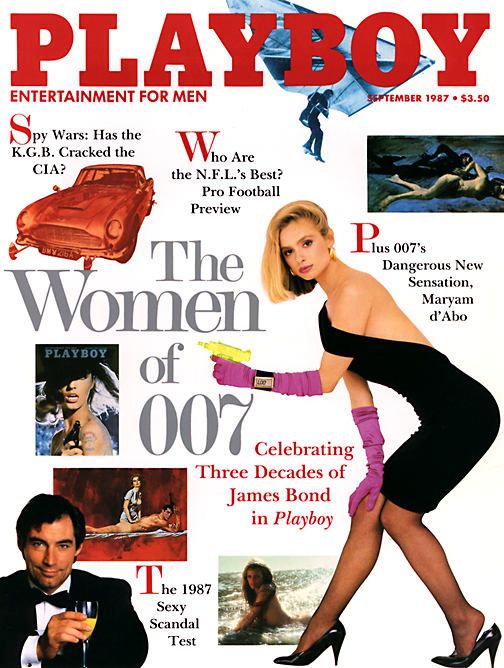 PLAYBOY
ENTERTAINMENT FOR MEN
SEPTEMBER 1987 • $3.50
Spy Wars: Has the
K.G.B. Cracked the
CIA?
Who Are
the N.F.L.'s Best?
Pro Football
Preview
Plus 007's
Dangerous New
Sensation,
Maryam
d'Abo
The
Women
of
007
PLAYBOY
007
Celebrating
Three Decades of
James Bond
in Playboy
The 1987
Sexy
Scandal
Test